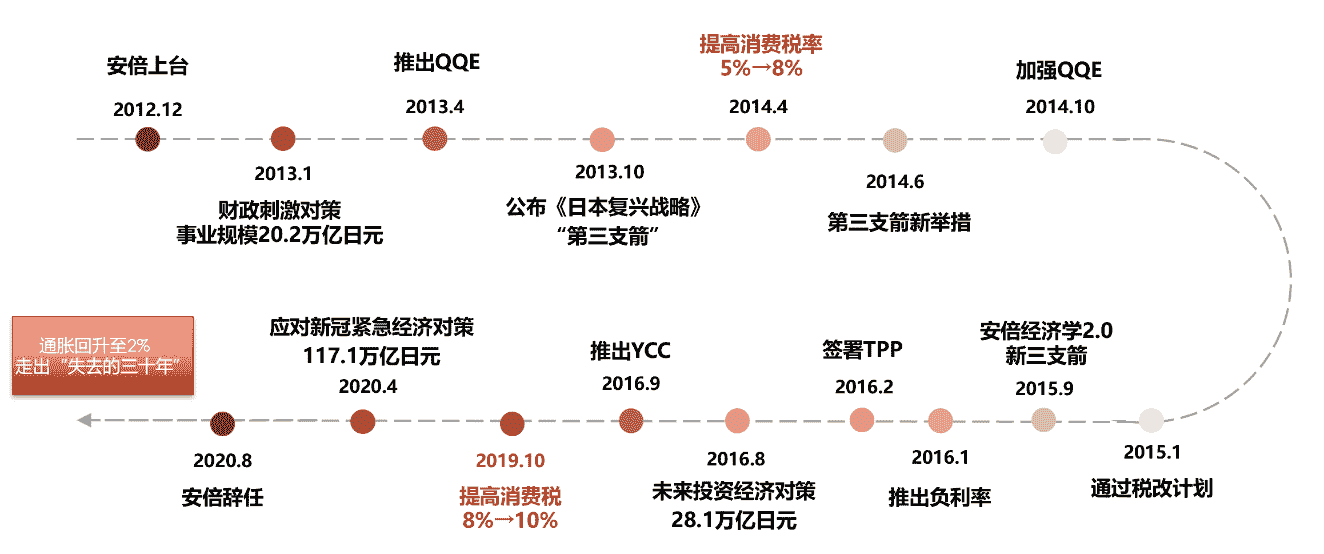 安倍上台
2012.12
2013.1
财政刺激对策
事业规模20.2万亿日元
推出QQE
2013.4
2013.10
公布《日本复兴战略》
“第三支箭”
提高消费税率
5%→8%
2014.4
2014.6
第三支箭新举措
加强QQE
2014.10
2015.1
通过税改计划
安倍经济学2.0
新三支箭
2015.9
2016.1
推出负利率
签署TPP
2016.2
2016.8
未来投资经济对策
28.1万亿日元
推出YCC
2016.9
2019.10
提高消费税
8%→10%
应对新冠紧急经济对策
117.1万亿日元
2020.4
2020.8
安倍辞任
通胀回升至2%
走出“失去的三十年”